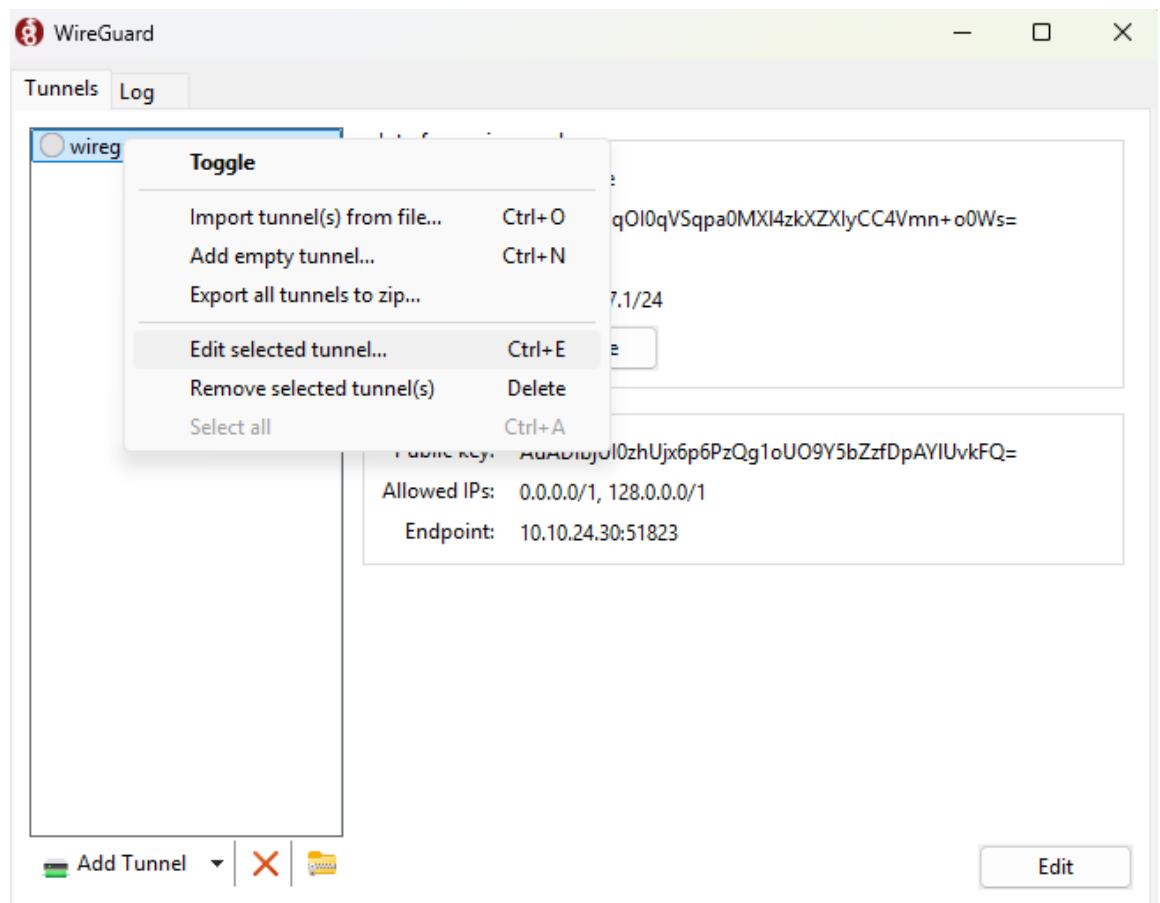 WireGuard
Tunnels Log
wireg
Toggle
Import tunnel(s) from file... Ctrl+O
Add empty tunnel... Ctrl+N
Export all tunnels to zip...
Edit selected tunnel... Ctrl+E
Remove selected tunnel(s) Delete
Select all Ctrl+A
qOI0qVSqpa0MXI4zkXZXIyCC4Vmn+o0Ws=
7.1/24
Allowed IPs: 0.0.0.0/1, 128.0.0.0/1
Endpoint: 10.10.24.30:51823
Add Tunnel
Edit